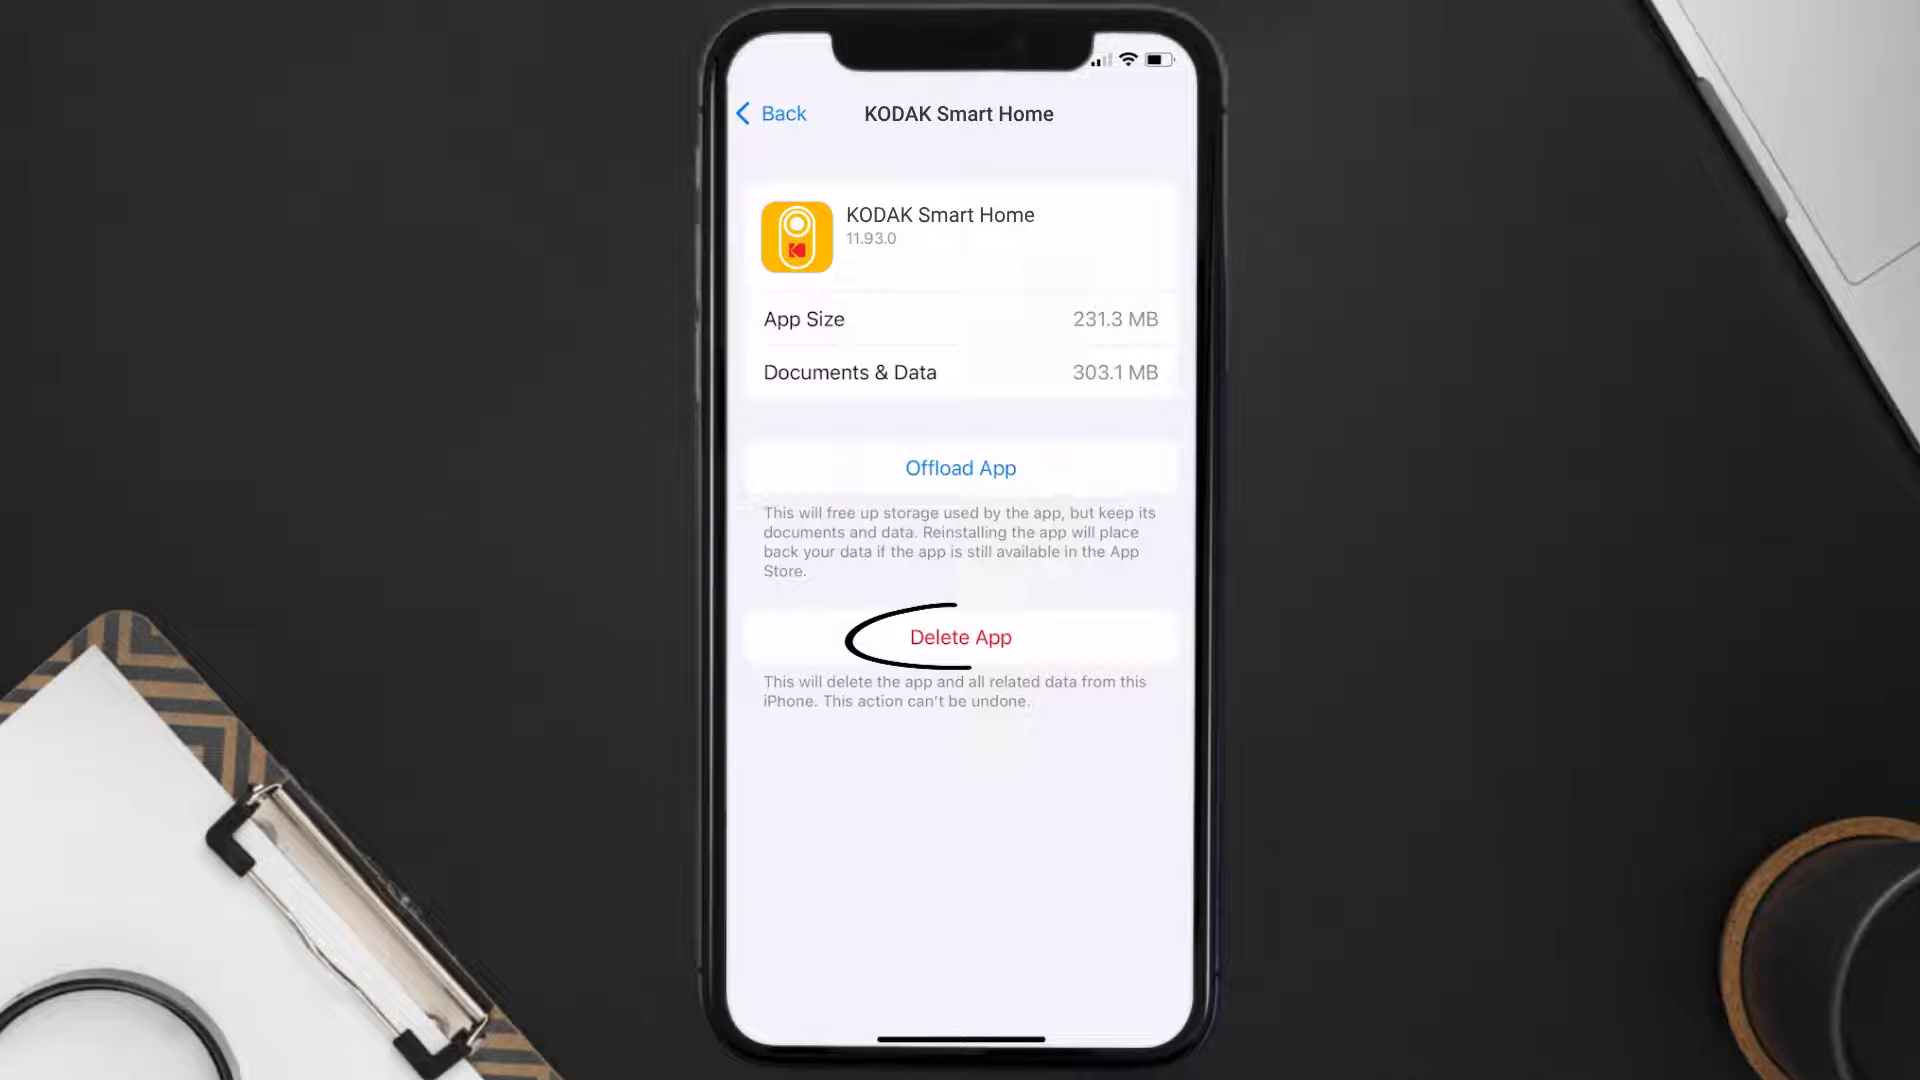 Back
KODAK Smart Home
KODAK Smart Home
11.93.0
App Size
231.3 MB
Documents & Data
303.1 MB
Offload App
This will free up storage used by the app, but keep its
documents and data. Reinstalling the app will place
back your data if the app is still available in the App
Store.
Delete App
This will delete the app and all related data from this
iPhone. This action can't be undone.